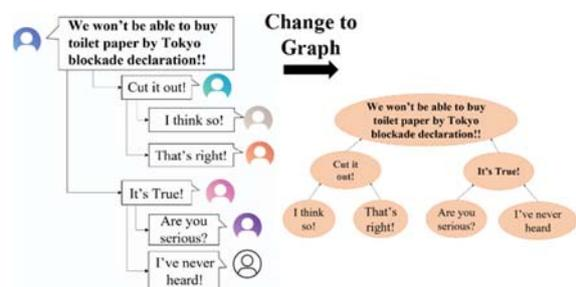 We won't be able to buy
toilet paper by Tokyo
blockade declaration!!
Cut it out!
I think so!
That's right!
It's True!
Are you
serious?
I've never
heard!
Change to
Graph
We won't be able to buy
toilet paper by Tokyo
blockade declaration!!
Cut it
out!
It's True!
I think
so!
That's
right!
Are you
serious?
I've never
heard